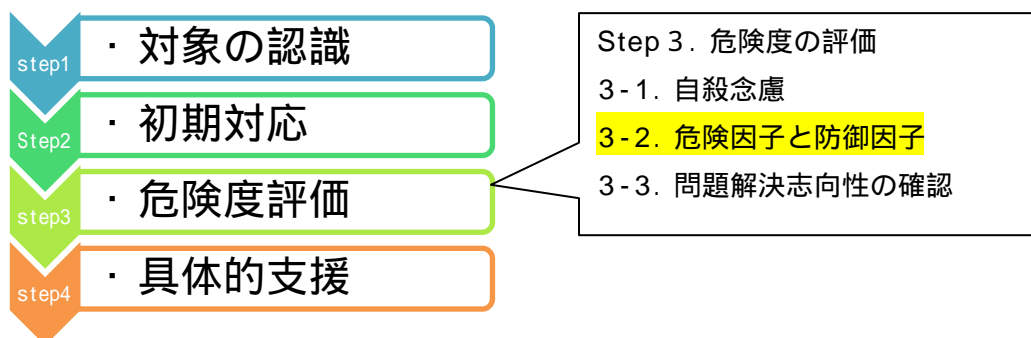 step1
・対象の認識
Step2
・初期対応
step3
・危険度評価
step4
・具体的支援
Step３. 危険度の評価
3-1. 自殺念慮
3-2. 危険因子と防御因子
3-3. 問題解決志向性の確認